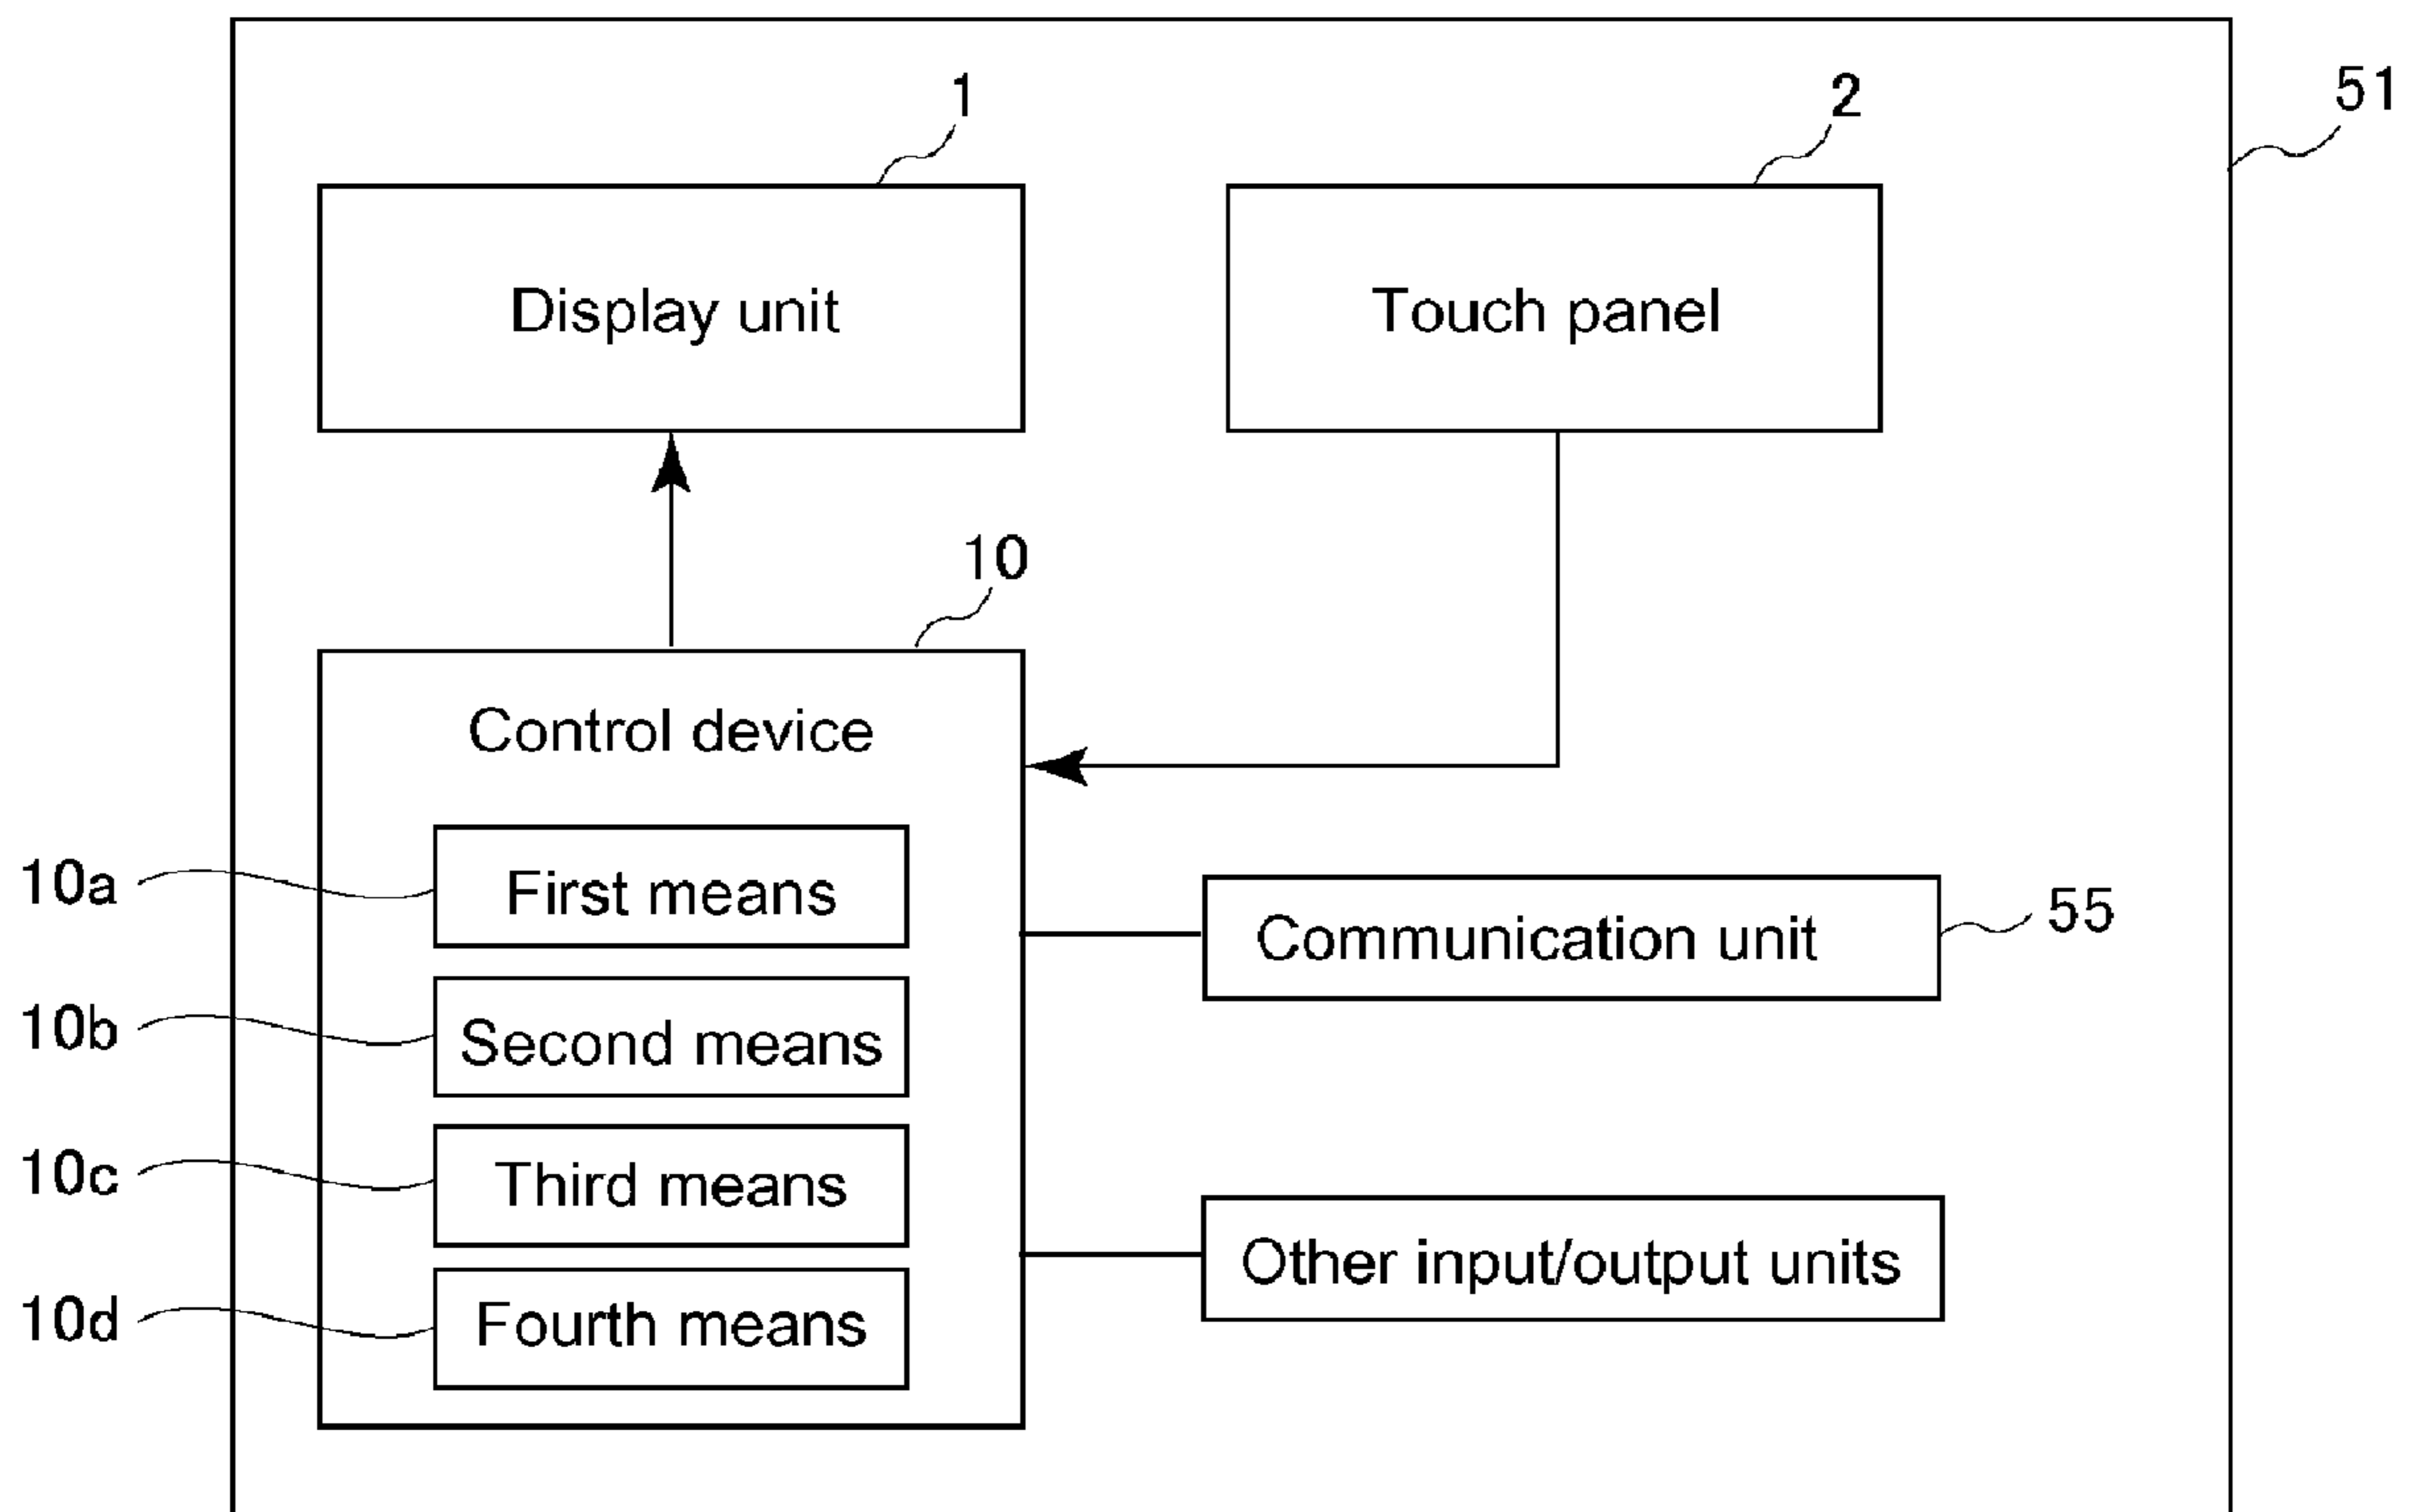 1
2
51
Display unit
Touch panel
10
Control device
10a
First means
Communication unit
55
10b
Second means
10c
Third means
Other input/output units
10d
Fourth means